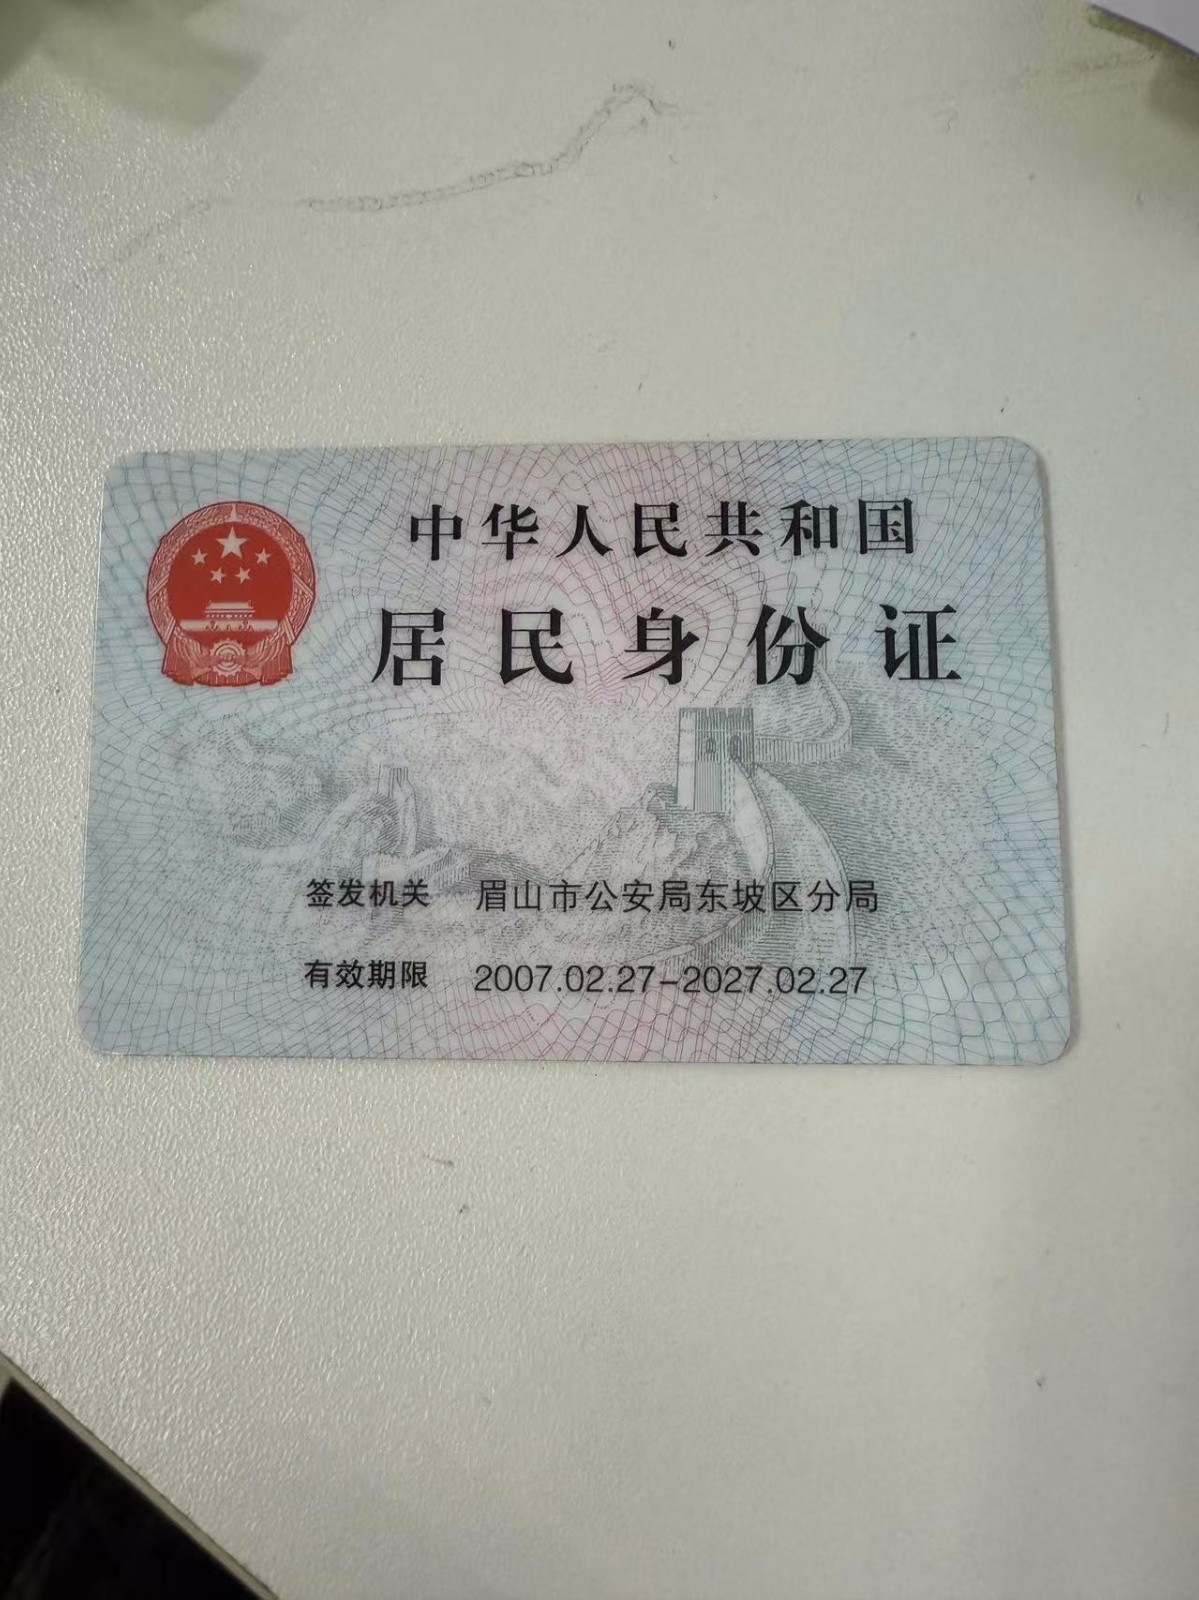 中华人民共和国
居民身份证
签发机关 眉山市公安局东坡区分局
有效期限 2007.02.27-2027.02.27